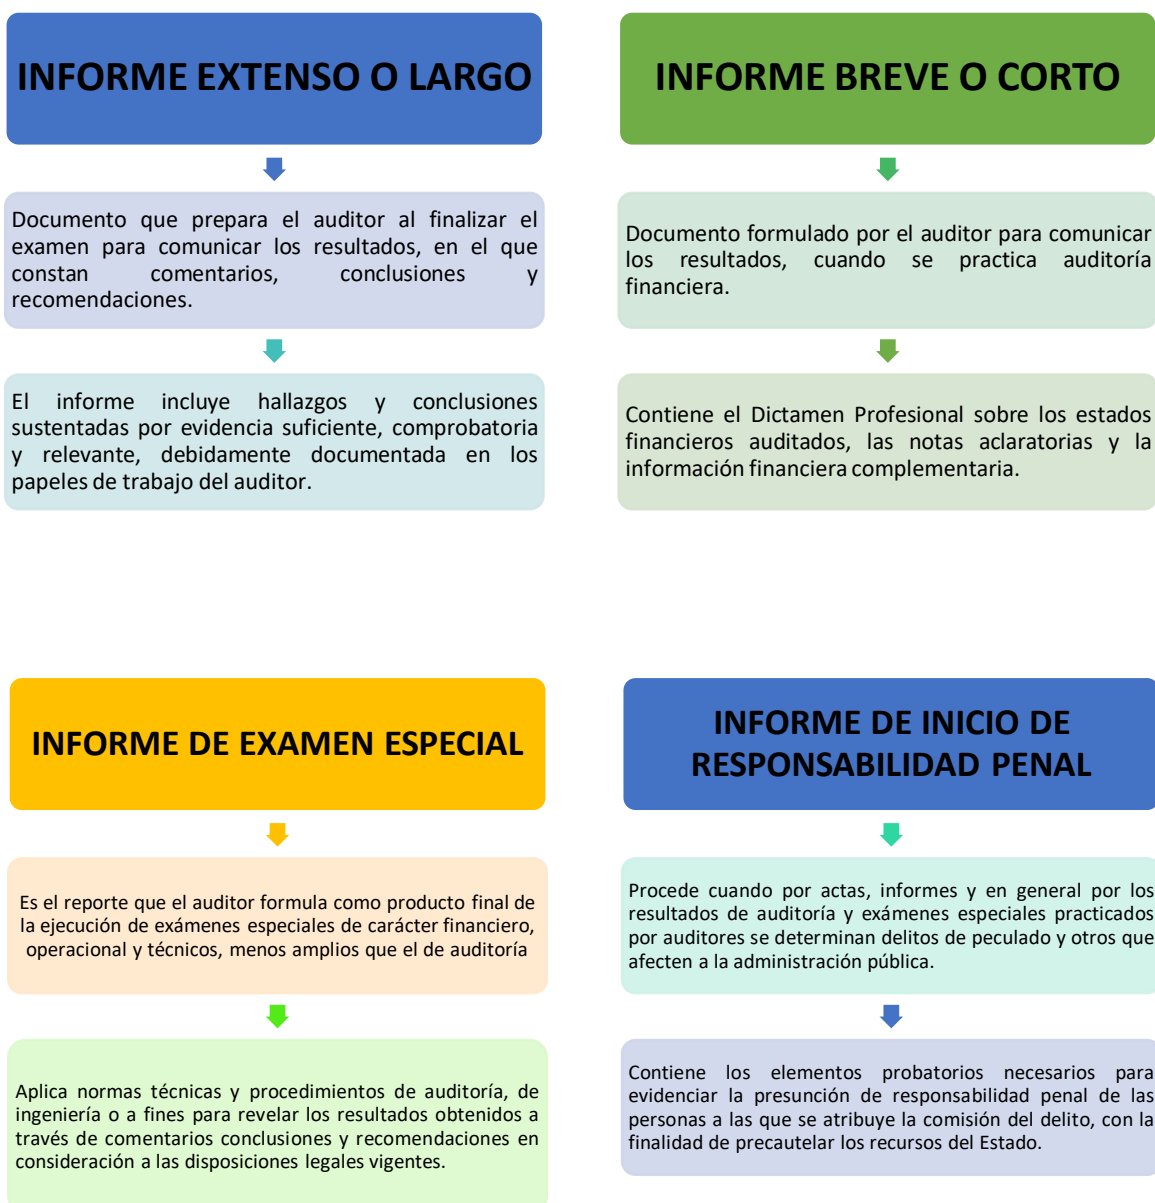 INFORME EXTENSO O LARGO
Documento que prepara el auditor al finalizar el
examen para comunicar los resultados, en el que
constan comentarios, conclusiones y
recomendaciones.
El informe incluye hallazgos y conclusiones
sustentadas por evidencia suficiente, comprobatoria
y relevante, debidamente documentada en los
papeles de trabajo del auditor.
INFORME BREVE O CORTO
Documento formulado por el auditor para comunicar
los resultados, cuando se practica auditoría
financiera.
Contiene el Dictamen Profesional sobre los estados
financieros auditados, las notas aclaratorias y la
información financiera complementaria.
INFORME DE EXAMEN ESPECIAL
Es el reporte que el auditor formula como producto final de
la ejecución de exámenes especiales de carácter financiero,
operacional y técnicos, menos amplios que el de auditoría
Aplica normas técnicas y procedimientos de auditoría, de
ingeniería o a fines para revelar los resultados obtenidos a
través de comentarios conclusiones y recomendaciones en
consideración a las disposiciones legales vigentes.
INFORME DE INICIO DE
RESPONSABILIDAD PENAL
Procede cuando por actas, informes y en general por los
resultados de auditoría y exámenes especiales practicados
por auditores se determinan delitos de peculado y otros que
afecten a la administración pública.
Contiene los elementos probatorios necesarios para
evidenciar la presunción de responsabilidad penal de las
personas a las que se atribuye la comisión del delito, con la
finalidad de precautelar los recursos del Estado.